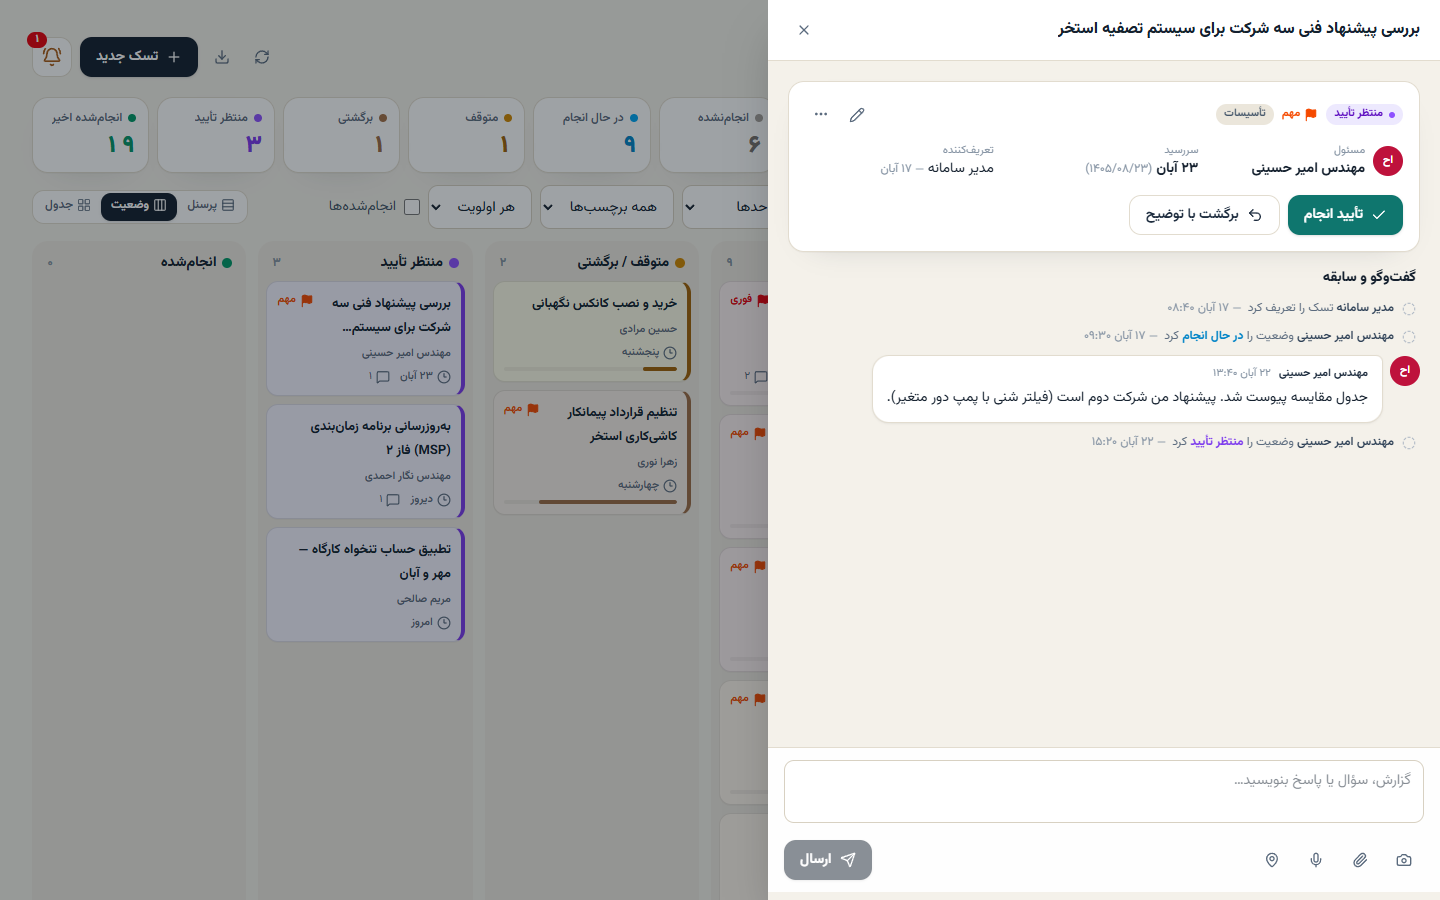 بررسی پیشنهاد فنی سه شرکت برای سیستم تصفیه استخر
منتظر تأیید
مهم
تأسیسات
اح
مسئول
مهندس امیر حسینی
سررسید
۲۳ آبان (۱۴۰۵/۰۸/۲۳)
تعریف‌کننده
مدیر سامانه — ۱۷ آبان
تأیید انجام
برگشت با توضیح
گفت‌وگو و سابقه
مدیر سامانه تسک را تعریف کرد — ۱۷ آبان ۰۸:۴۰
مهندس امیر حسینی وضعیت را در حال انجام کرد — ۱۷ آبان ۰۹:۳۰
اح
مهندس امیر حسینی ۲۲ آبان ۱۳:۴۰
جدول مقایسه پیوست شد. پیشنهاد من شرکت دوم است (فیلتر شنی با پمپ دور متغیر).
مهندس امیر حسینی وضعیت را منتظر تأیید کرد — ۲۲ آبان ۱۵:۲۰
گزارش، سؤال یا پاسخ بنویسید…
ارسال
تسک جدید
۱
انجام‌نشده
۶
در حال انجام
۹
متوقف
۱
برگشتی
۱
منتظر تأیید
۳
انجام‌شده اخیر
۱۹
حدها
همه برچسب‌ها
هر اولویت
انجام‌شده‌ها
پرسنل
وضعیت
جدول
۹
فوری
۲
مهم
مهم
مهم
متوقف / برگشتی
۲
خرید و نصب کانکس نگهبانی
حسین مرادی
پنجشنبه
تنظیم قرارداد پیمانکار
کاشی‌کاری استخر
مهم
زهرا نوری
چهارشنبه
منتظر تأیید
۳
بررسی پیشنهاد فنی سه
شرکت برای سیستم…
مهم
مهندس امیر حسینی
۲۳ آبان
۱
به‌روزرسانی برنامه زمان‌بندی
(MSP) فاز ۲
مهندس نگار احمدی
دیروز
۱
تطبیق حساب تنخواه کارگاه —
مهر و آبان
مریم صالحی
امروز
انجام‌شده
۰